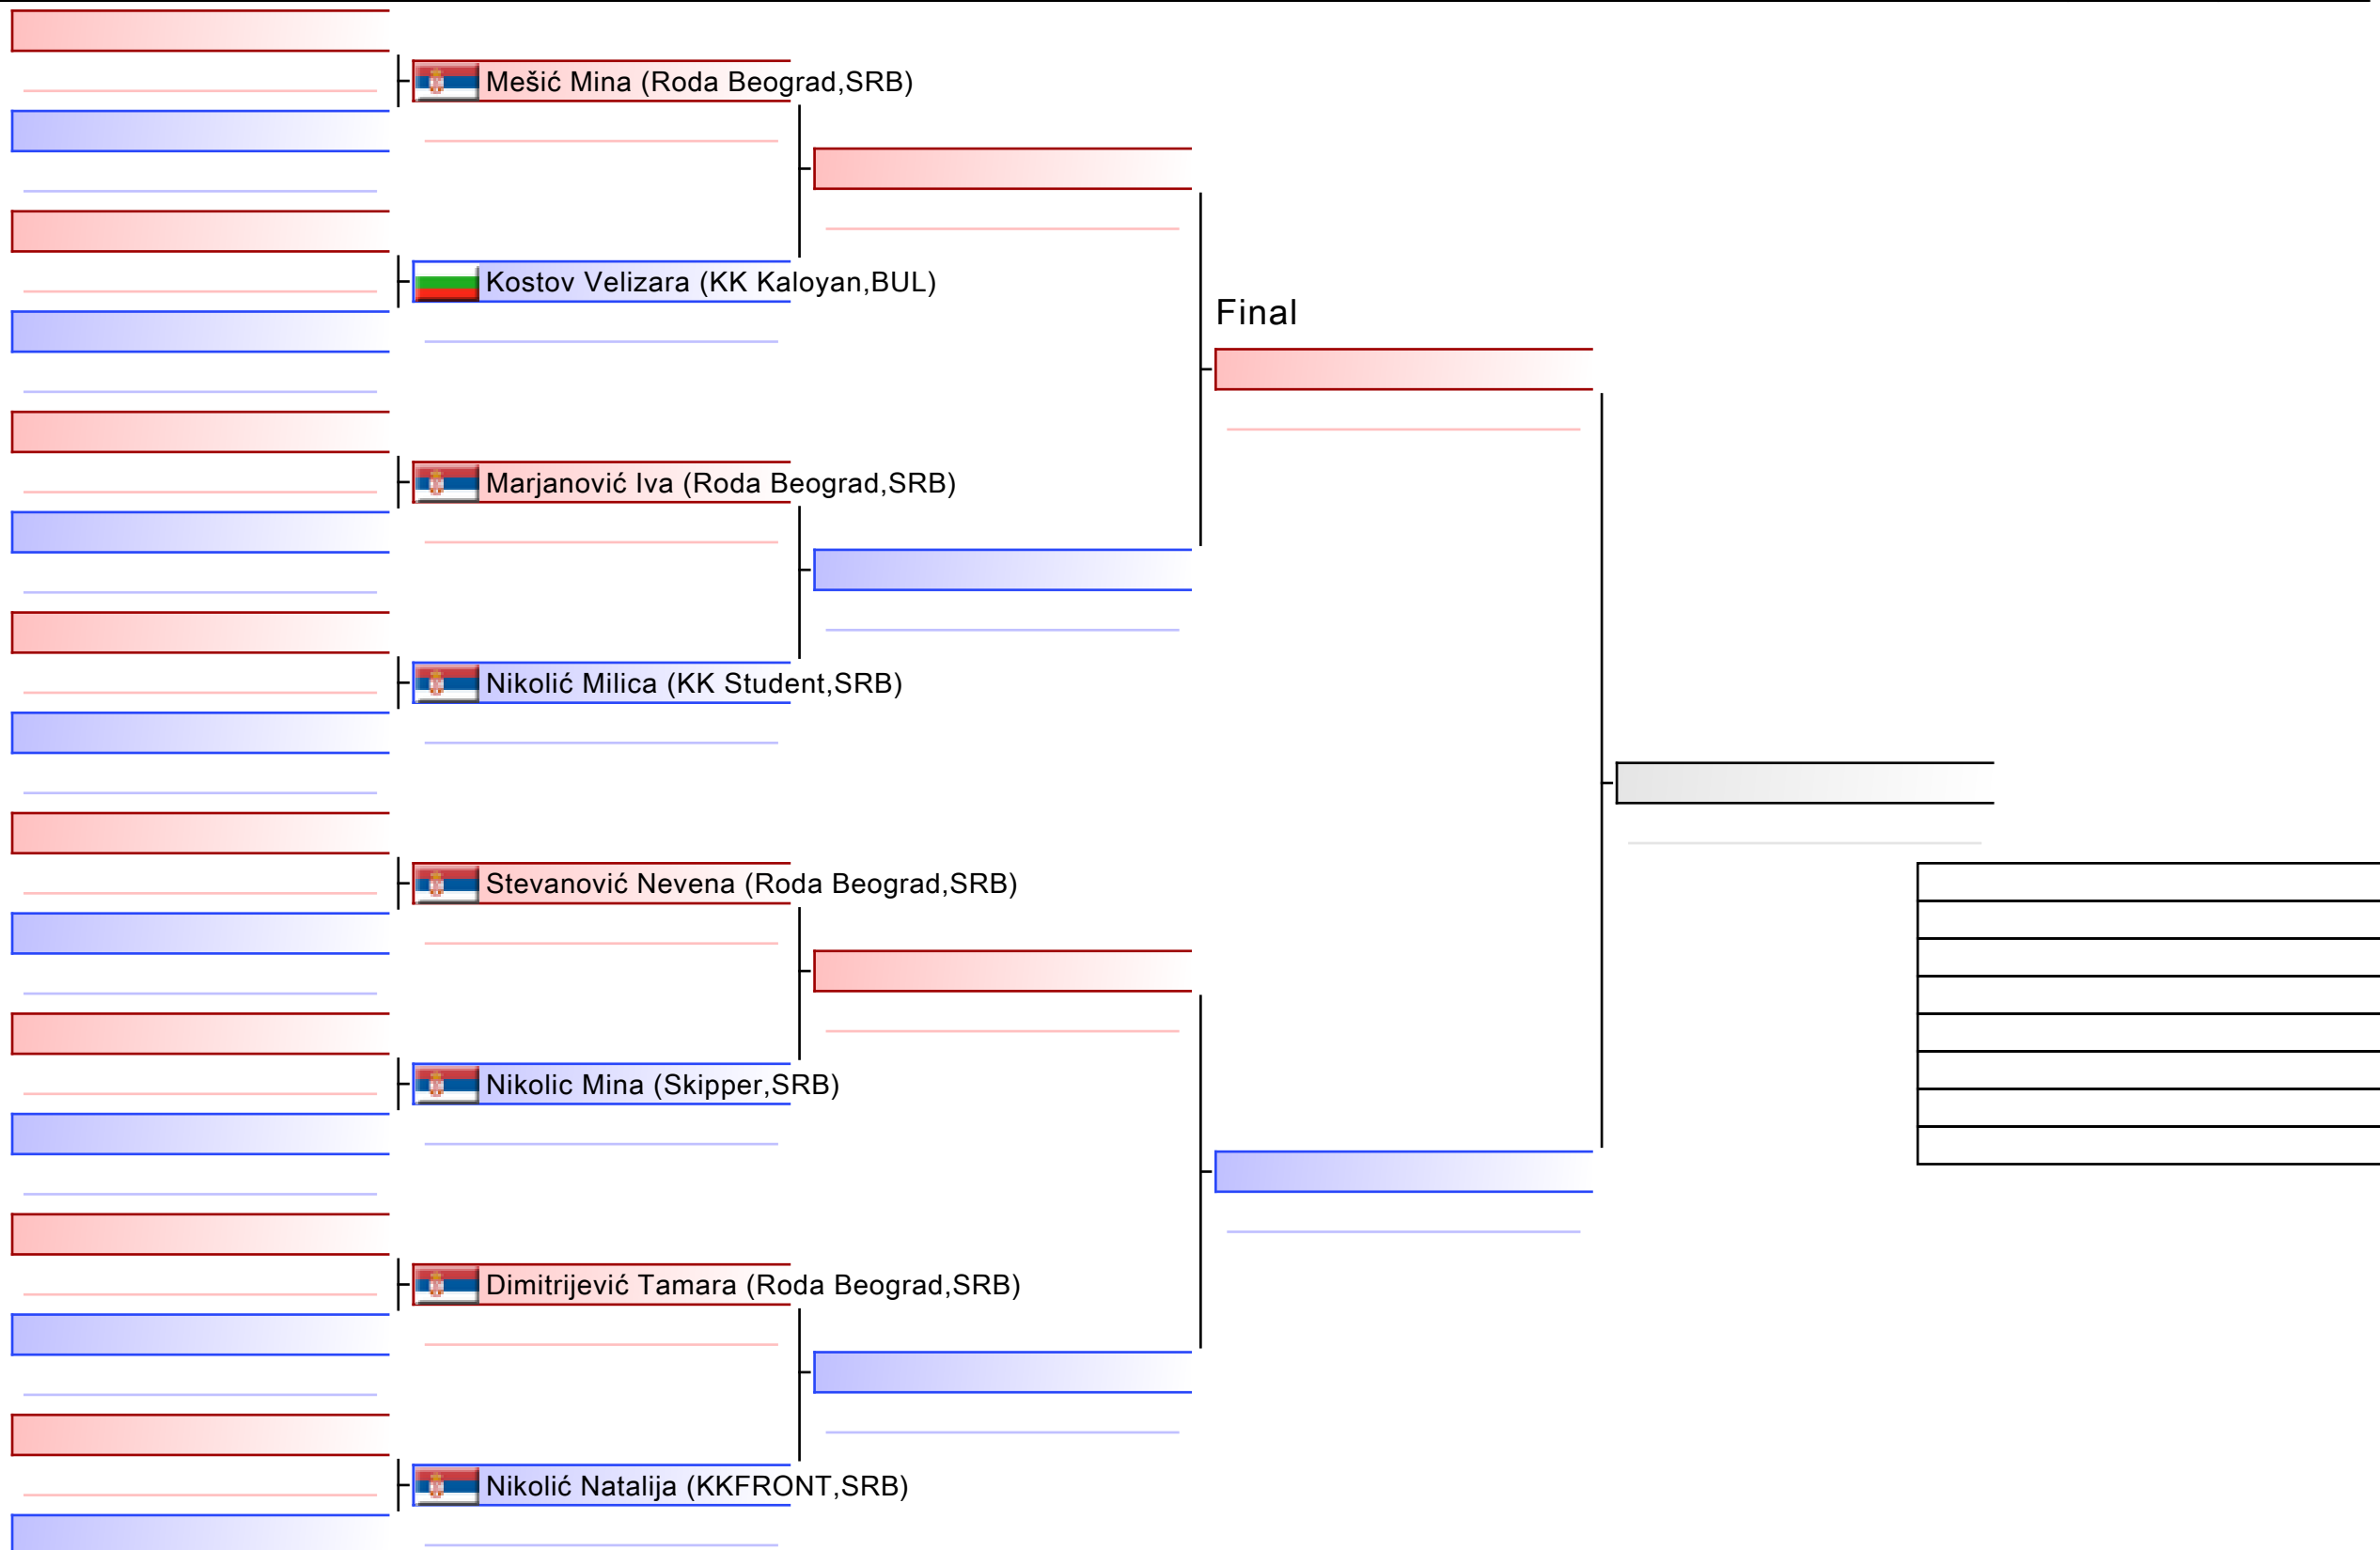 Mešić Mina (Roda Beograd,SRB)
Kostov Velizara (KK Kaloyan,BUL)
Final
Marjanović Iva (Roda Beograd,SRB)
Nikolić Milica (KK Student,SRB)
Stevanović Nevena (Roda Beograd,SRB)
Nikolic Mina (Skipper,SRB)
Dimitrijević Tamara (Roda Beograd,SRB)
Nikolić Natalija (KKFRONT,SRB)